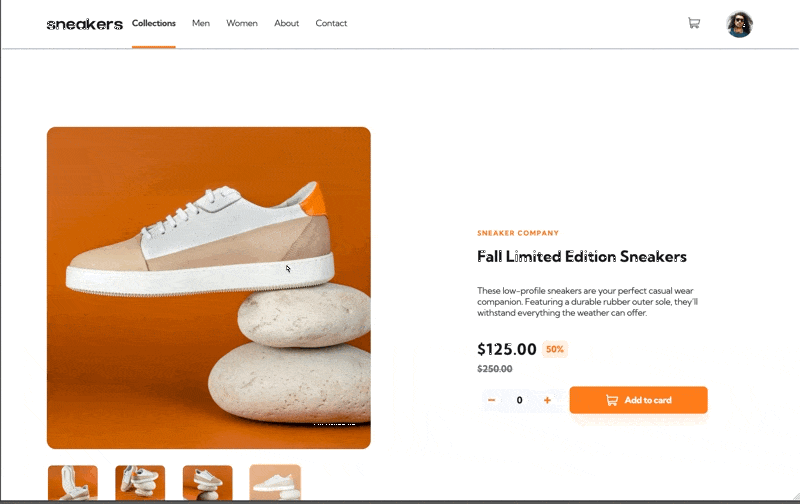 sneakers Collections Men Women About Contact
SNEAKER COMPANY
Fall Limited Edition Sneakers
These low-profile sneakers are your perfect casual wear
companion. Featuring a durable rubber outer sole, they'll
withstand everything the weather can offer.
$125.00 50%
$250.00
0 Add to card